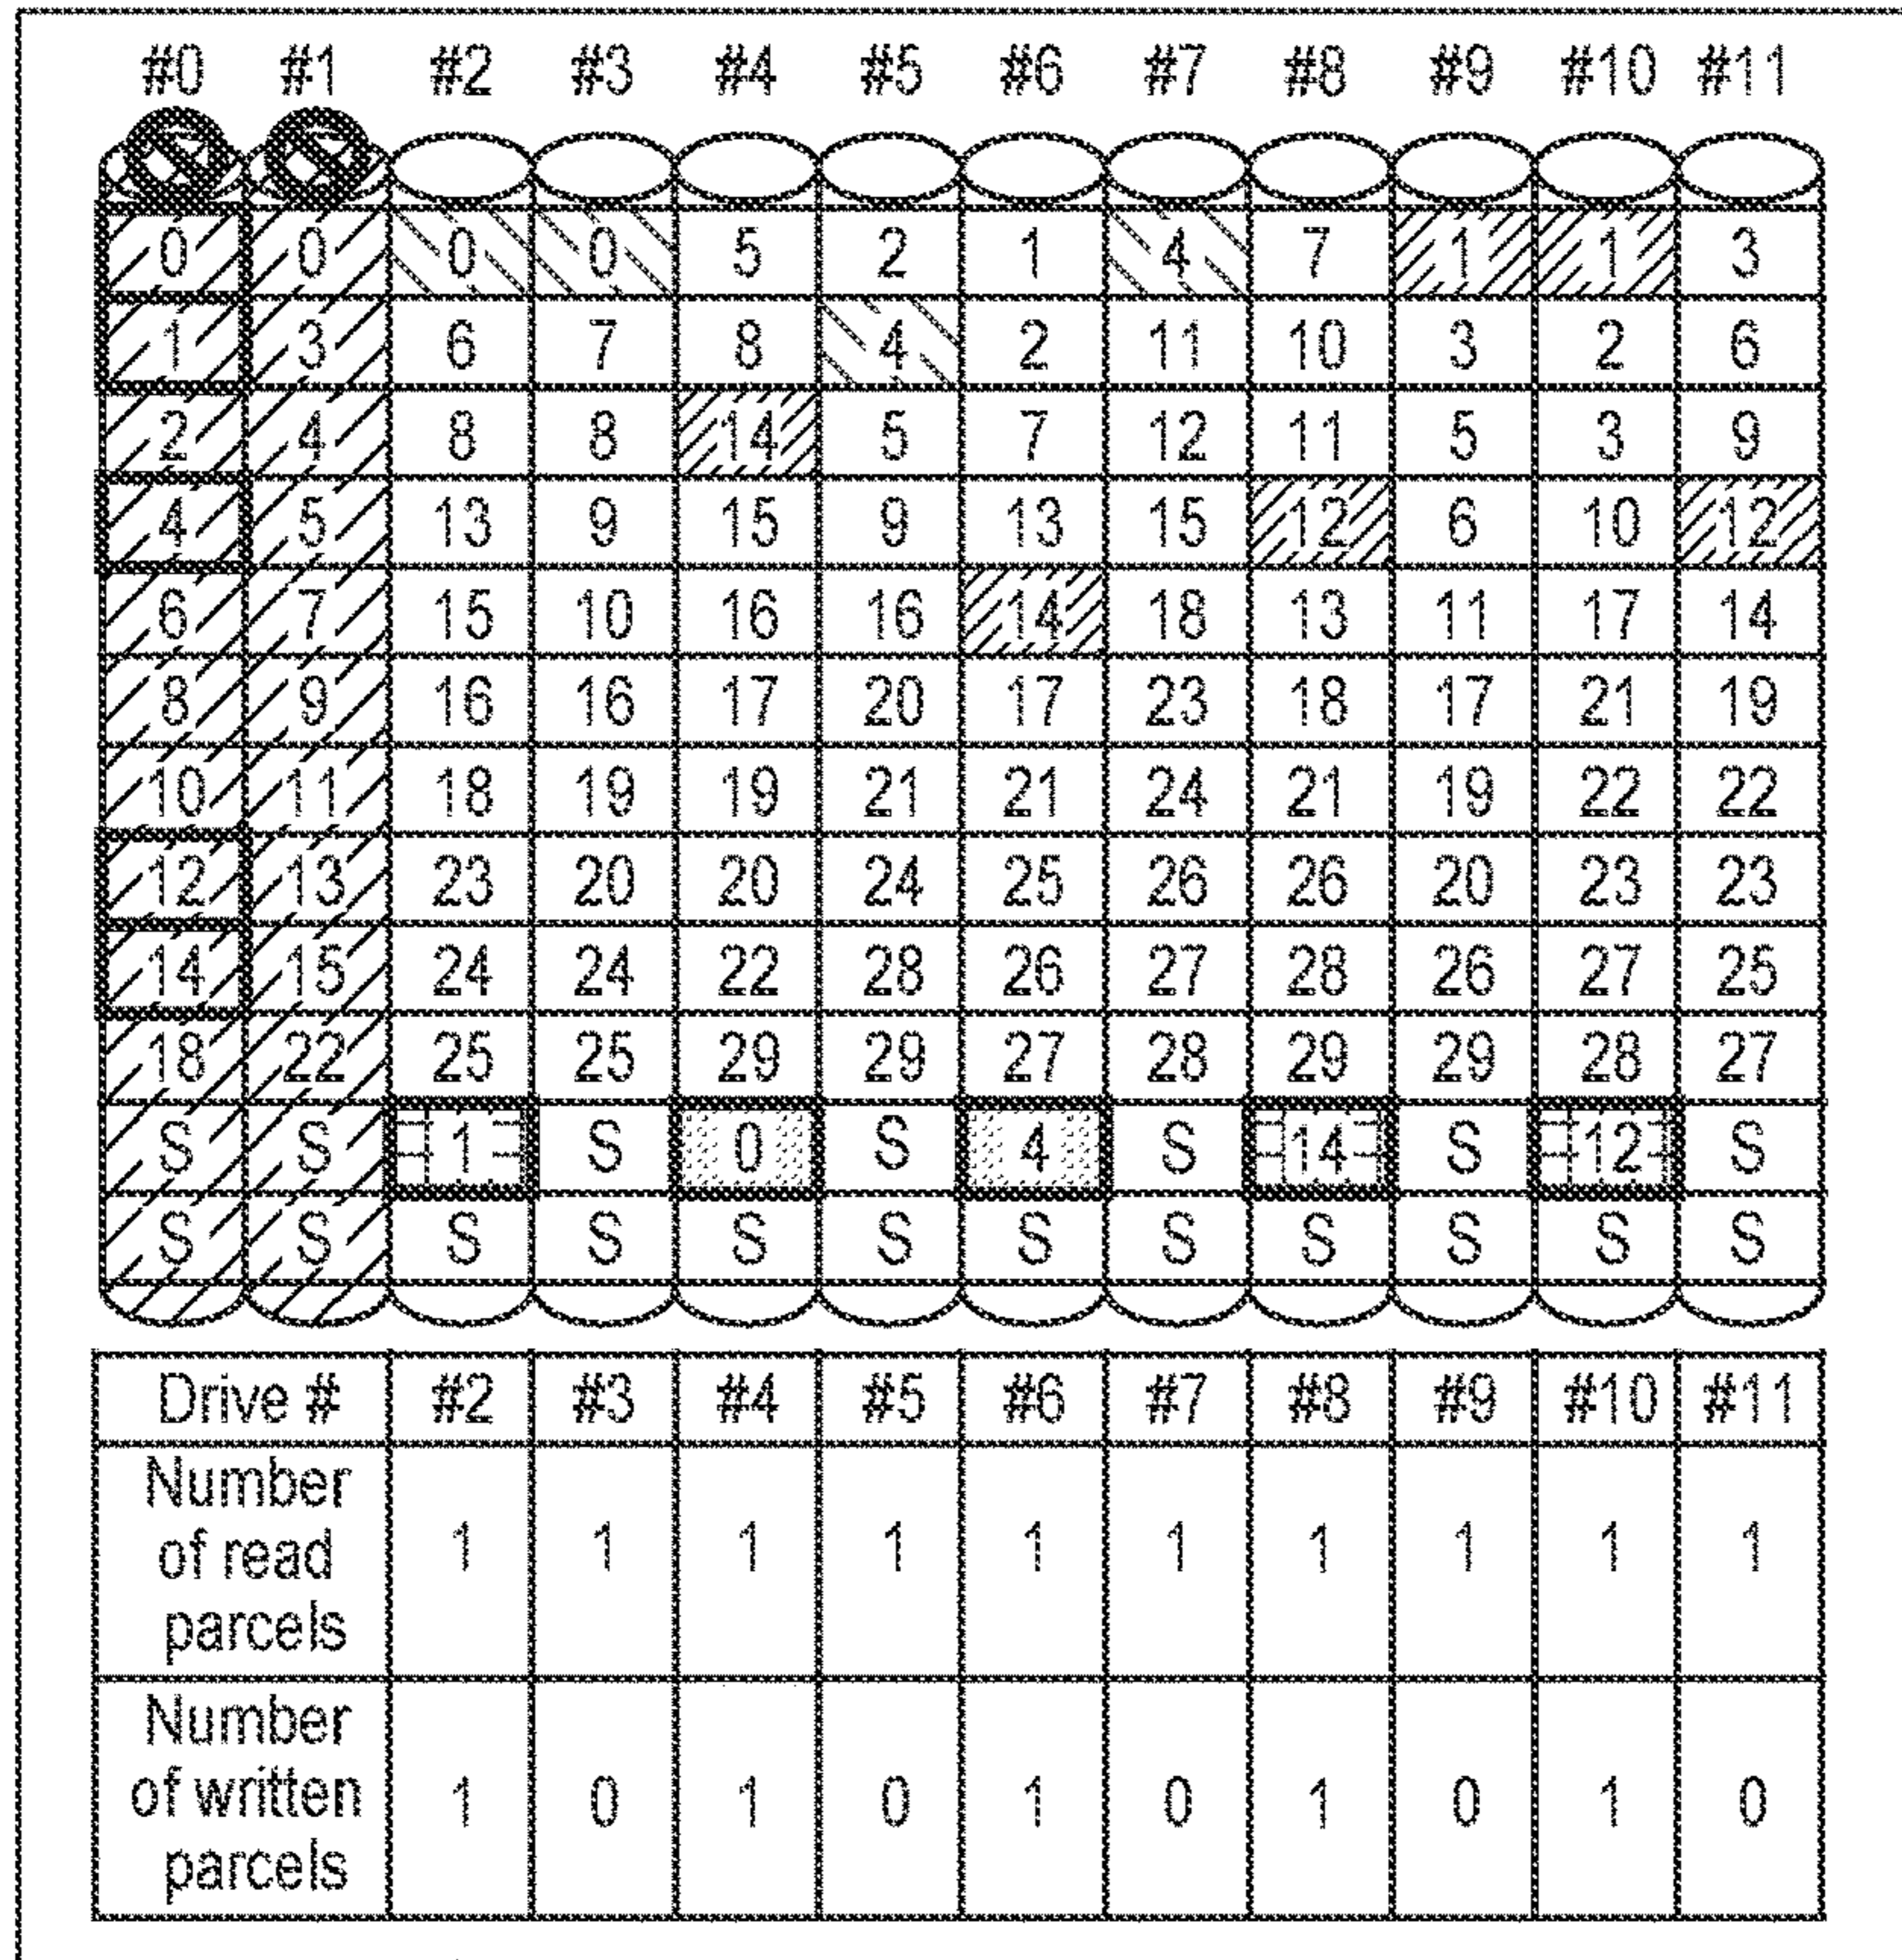 #0 #1 #2 #3 #4 #5 #6 #7 #8 #9 #10 #11
0 0 0 0 5 2 1 4 7 1 1 3
1 3 6 7 8 4 2 11 10 3 2 6
2 4 8 8 14 5 7 12 11 5 3 9
4 5 13 9 15 9 13 15 12 6 10 12
6 7 15 10 16 16 14 18 13 11 17 14
8 9 16 16 17 20 17 23 18 17 21 19
10 11 18 19 19 21 21 24 21 19 22 22
12 13 23 20 20 24 25 26 26 20 23 23
14 15 24 24 22 28 26 27 28 26 27 25
18 22 25 25 29 29 27 28 29 29 28 27
S S 1 S 0 S 4 S 14 S 12 S
S S S S S S S S S S S S
Drive # #2 #3 #4 #5 #6 #7 #8 #9 #10 #11
Number
of read 1 1 1 1 1 1 1 1 1 1
parcels
Number
of written 1 0 1 0 1 0 1 0 1 0
parcels